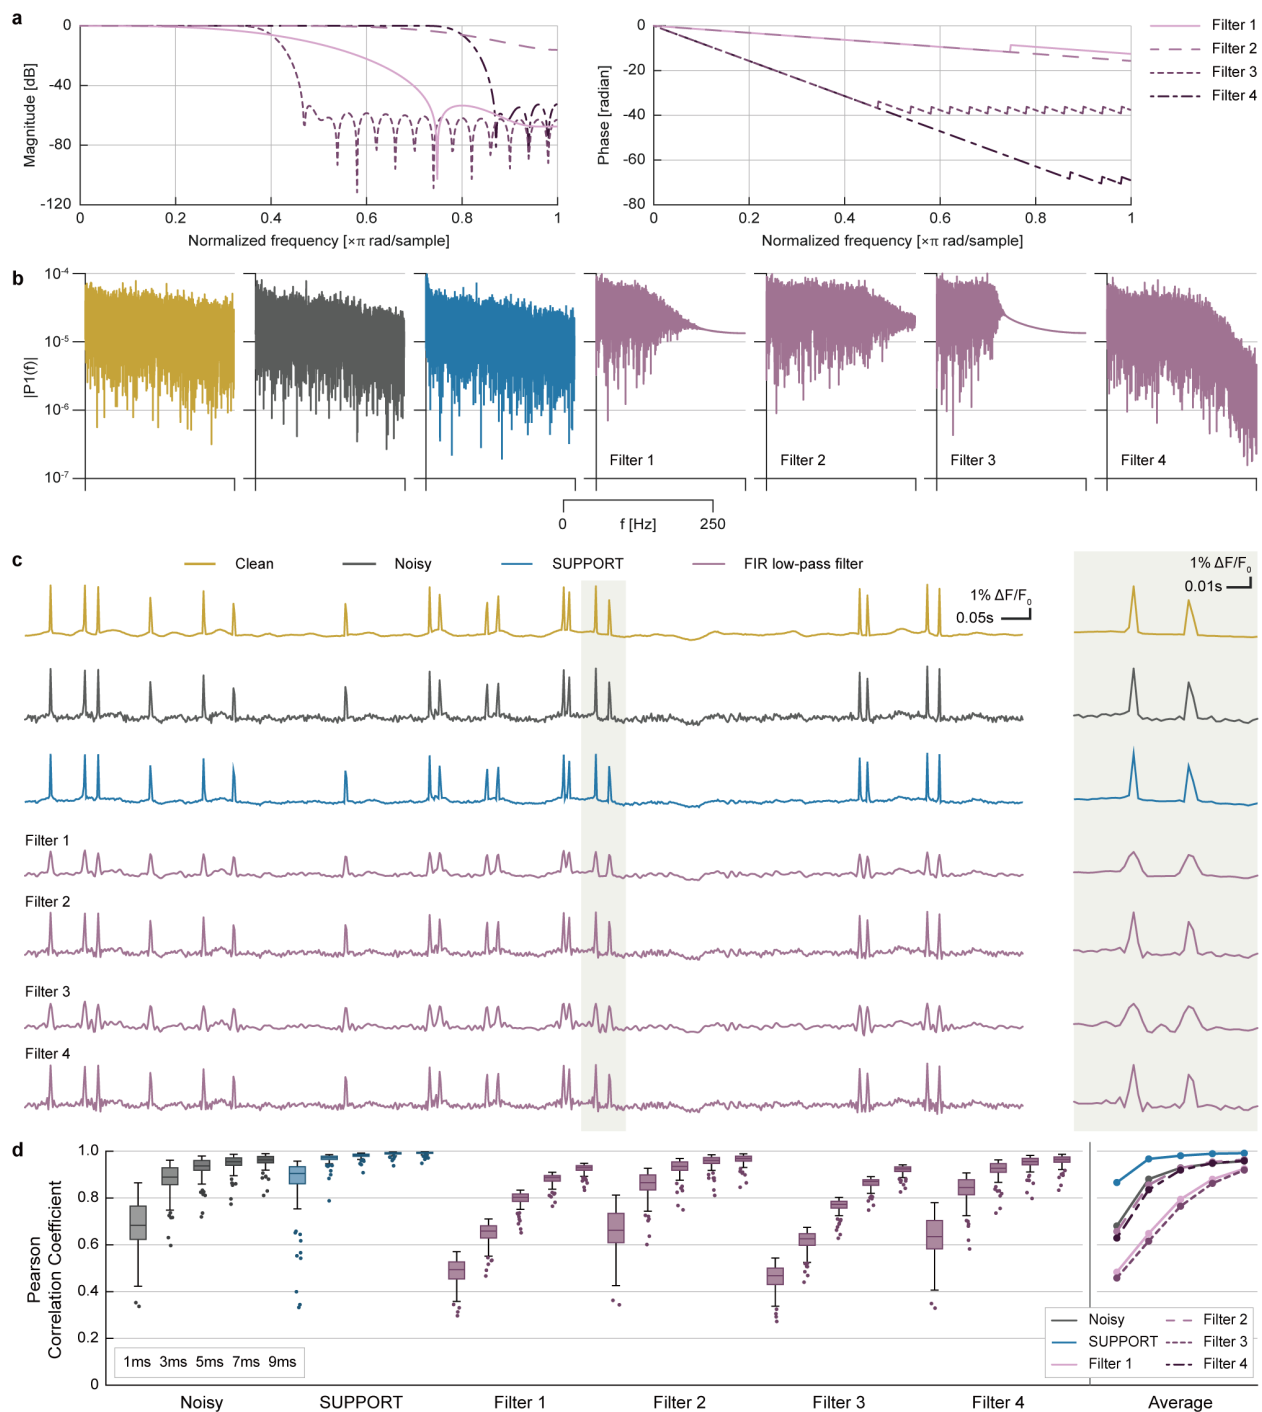 a
0
-40
-80
-120
Magnitude [dB]
0 0.2 0.4 0.6 0.8 1
Normalized frequency [×π rad/sample]
0
-20
-40
-60
-80
Phase [radian]
0 0.2 0.4 0.6 0.8 1
Normalized frequency [×π rad/sample]
Filter 1
Filter 2
Filter 3
Filter 4
b
10⁻⁴
10⁻⁵
10⁻⁶
10⁻⁷
|P1(f)|
Filter 1 Filter 2 Filter 3 Filter 4
0 f [Hz] 250
c
Clean Noisy SUPPORT FIR low-pass filter
1% ΔF/F₀
0.05s
1% ΔF/F₀
0.01s
Filter 1
Filter 2
Filter 3
Filter 4
d
1.0
0.8
0.6
0.4
0.2
0
Pearson
Correlation Coefficient
1ms 3ms 5ms 7ms 9ms
Noisy SUPPORT Filter 1 Filter 2 Filter 3 Filter 4 Average
Noisy Filter 2
SUPPORT Filter 3
Filter 1 Filter 4